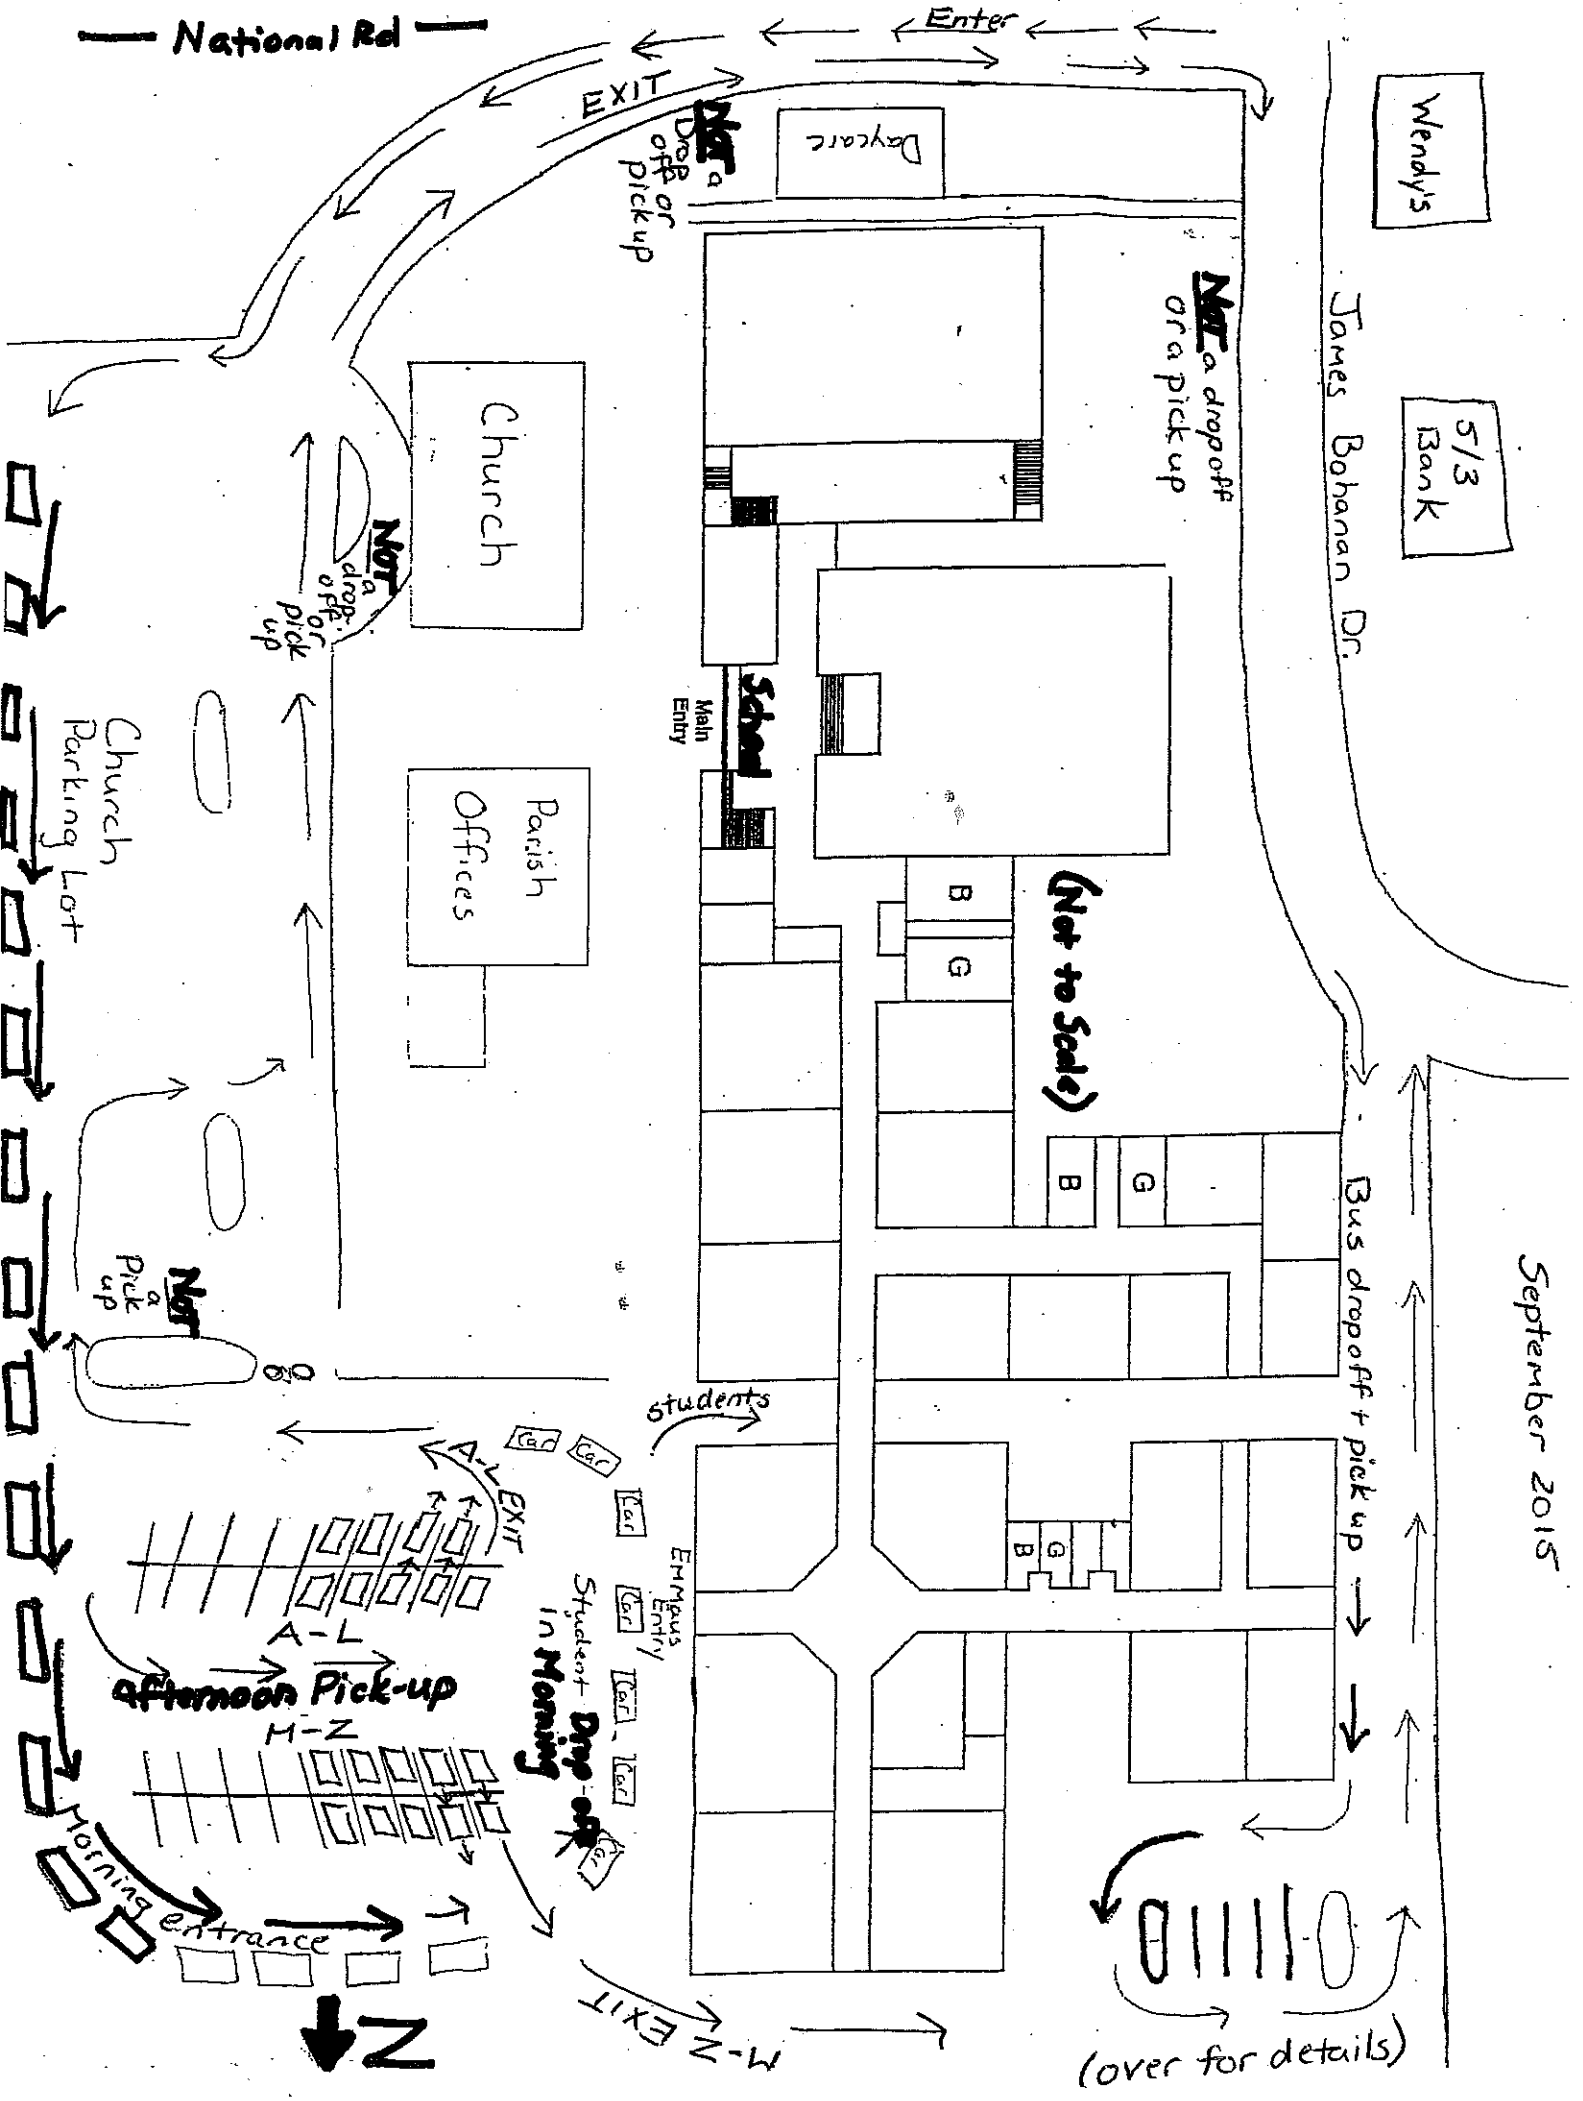 — National Rd —
Enter
EXIT
NOT a
Drop
off or
pickup
Daycare
Wendy's
5/3
Bank
James Bohanan Dr.
NOT a dropoff
or a pick up
Church
NOT
a
drop-
off
or
pick
up
Church
Parking Lot
Parish
Offices
School
Main
Entry
(Not to Scale)
B
G
B
G
Bus dropoff + pick up
September 2015
NOT
a
Pick
up
students
A-L EXIT
Car
Car
Car
Car
Car
Car
Car
Emmaus
Entry
Student Drop-off
in Morning
B
G
A-L
Afternoon Pick-up
M-Z
Morning entrance
M-Z EXIT
N
(over for details)